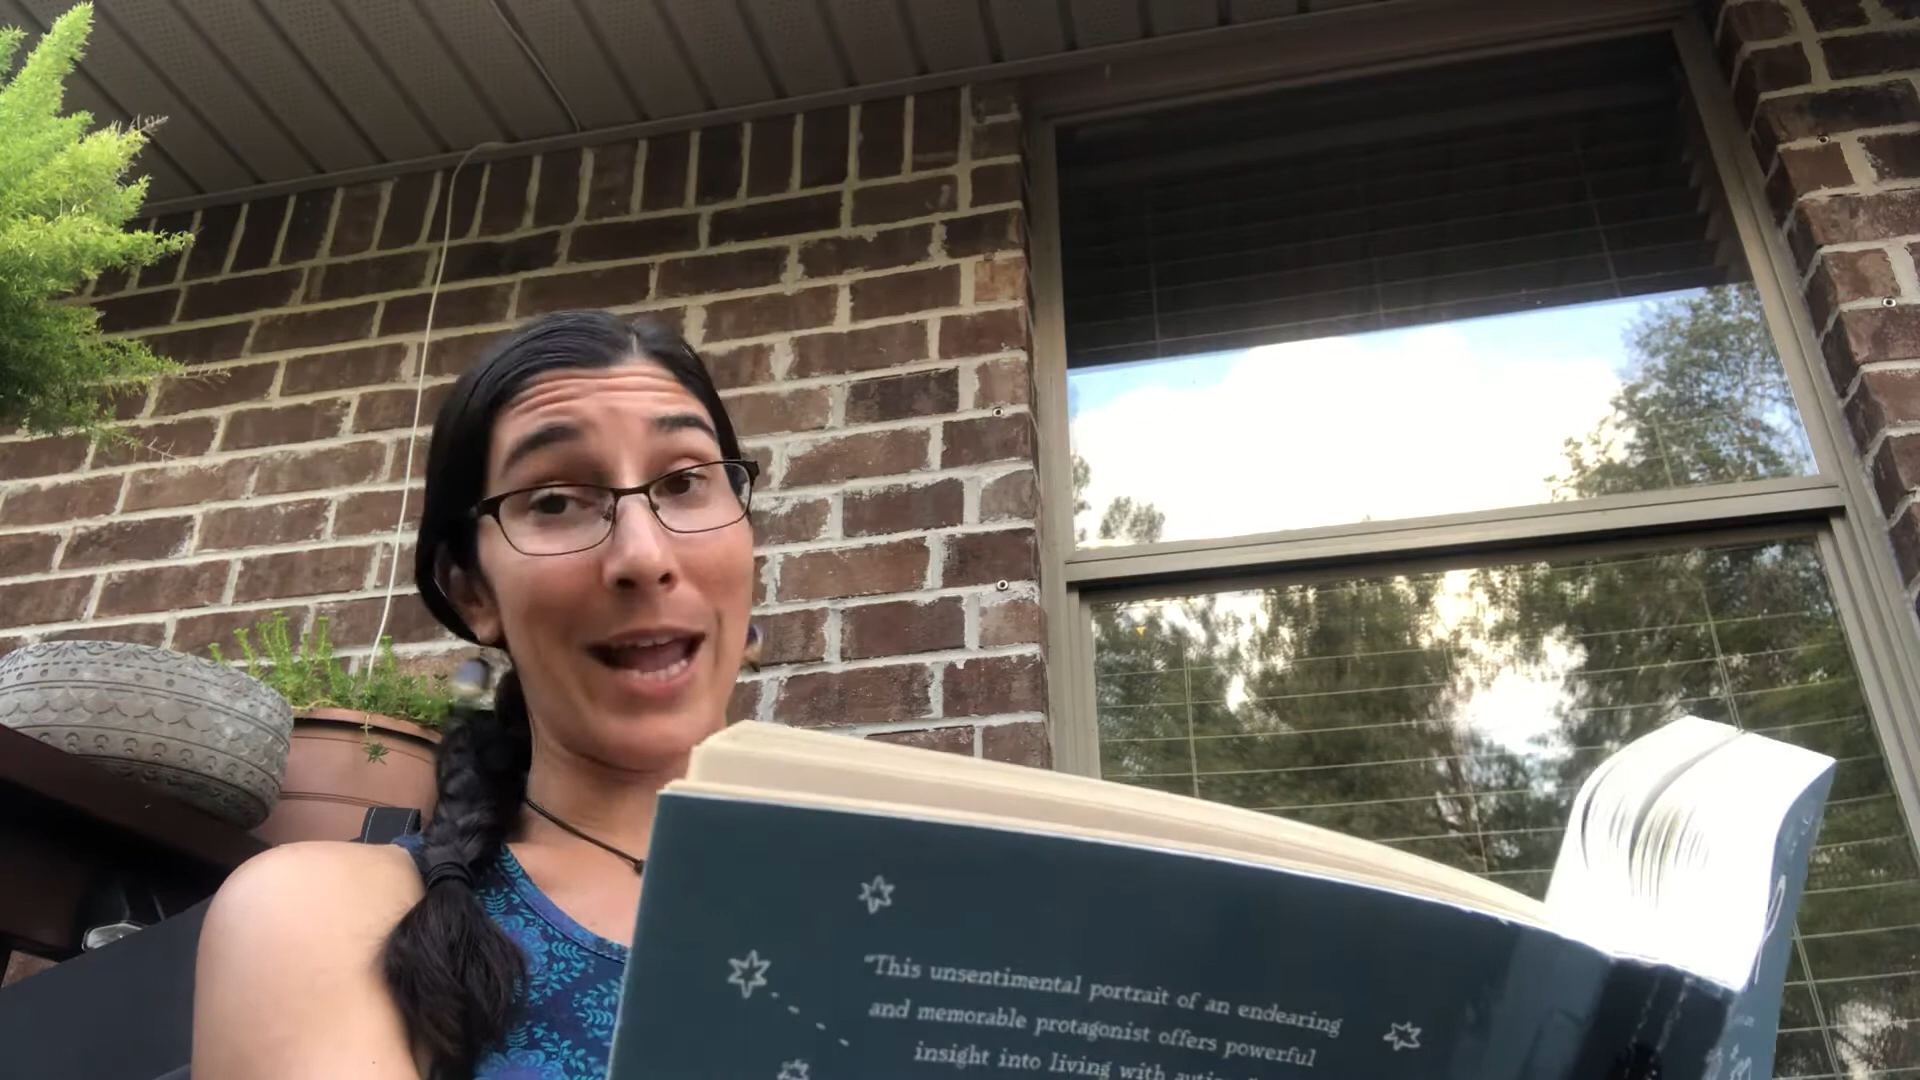 "This unsentimental portrait of an endearing
and memorable protagonist offers powerful
insight into living with